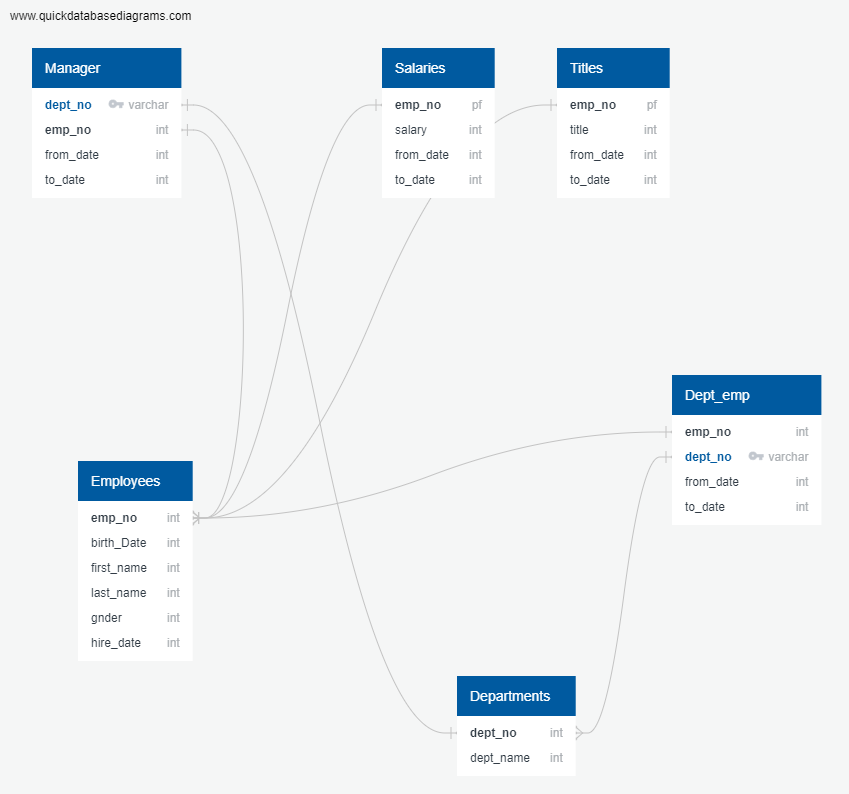 www.quickdatabasediagrams.com
Manager
dept_no varchar
emp_no int
from_date int
to_date int
Salaries
emp_no pf
salary int
from_date int
to_date int
Titles
emp_no pf
title int
from_date int
to_date int
Dept_emp
emp_no int
dept_no varchar
from_date int
to_date int
Employees
emp_no int
birth_Date int
first_name int
last_name int
gnder int
hire_date int
Departments
dept_no int
dept_name int